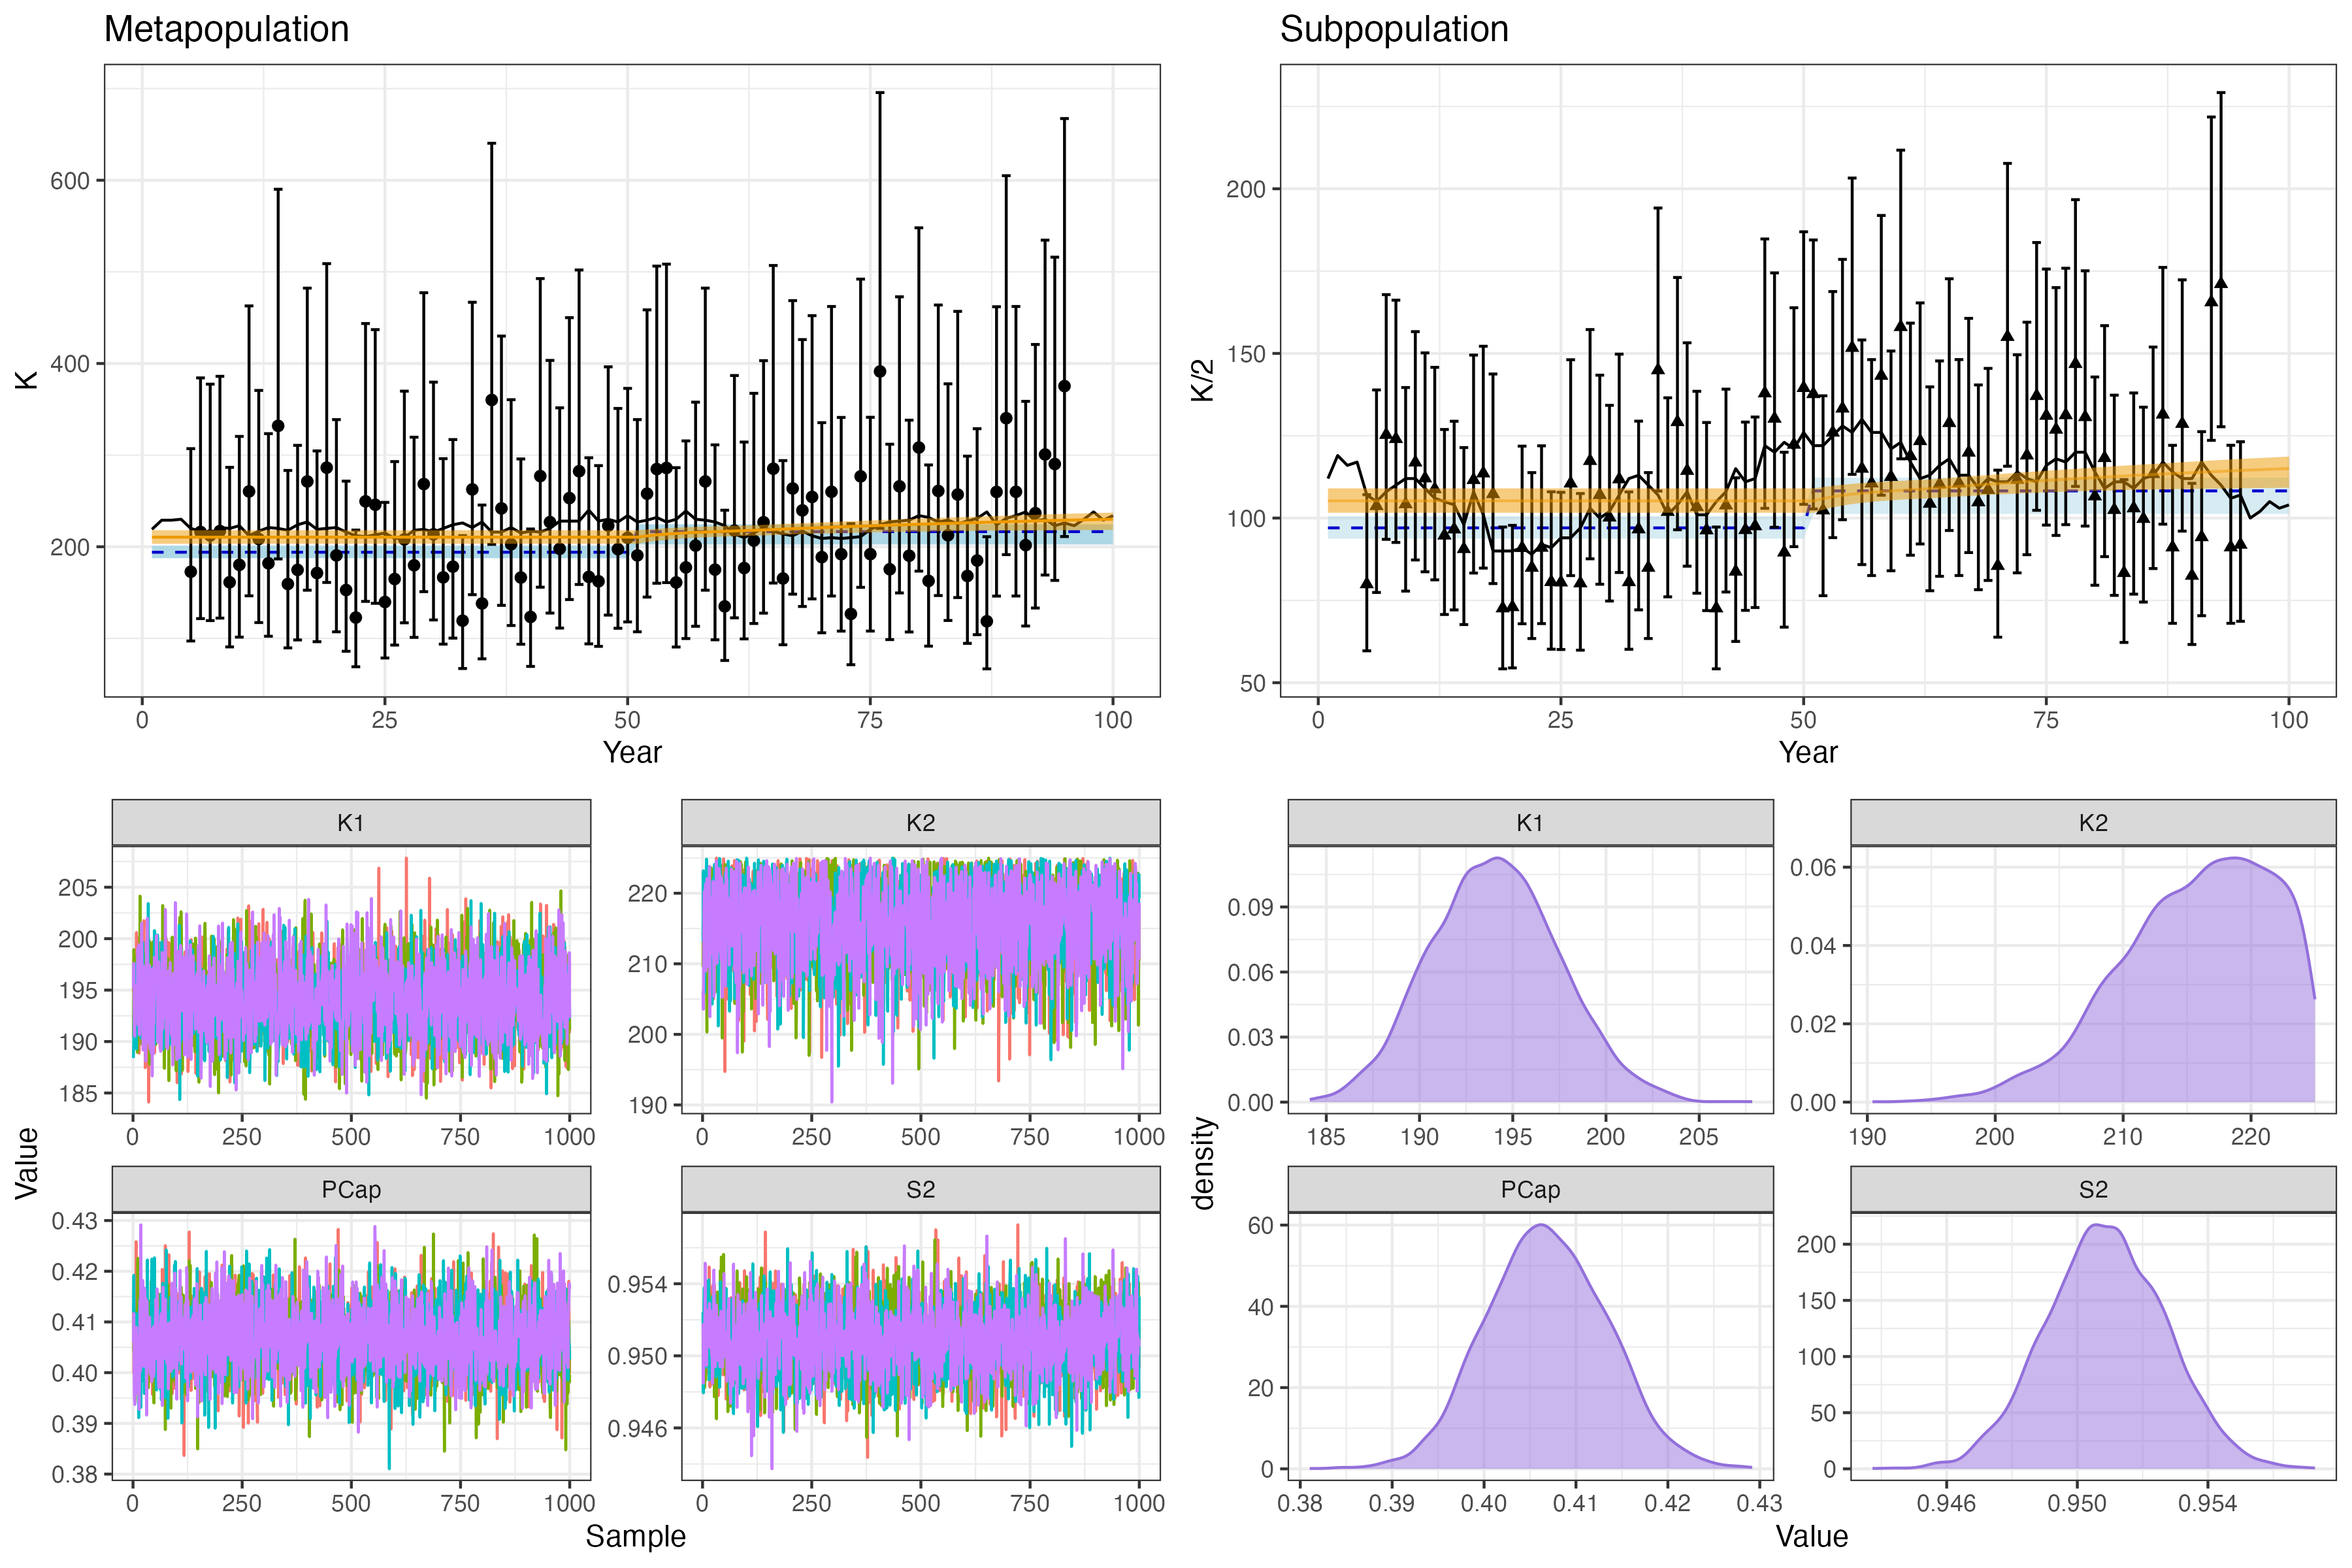 Metapopulation
Subpopulation
600
400
200
K
0 25 50 75 100
Year
200
150
100
50
K/2
0 25 50 75 100
Year
K1
K2
205
200
195
190
185
0 250 500 750 1000
220
210
200
190
0 250 500 750 1000
PCap
S2
0.43
0.42
0.41
0.40
0.39
0.38
0 250 500 750 1000
0.954
0.950
0.946
0 250 500 750 1000
Value
Sample
K1
K2
0.09
0.06
0.03
0.00
185 190 195 200 205
0.06
0.04
0.02
0.00
190 200 210 220
PCap
S2
60
40
20
0
0.38 0.39 0.40 0.41 0.42 0.43
200
150
100
50
0
0.946 0.950 0.954
density
Value